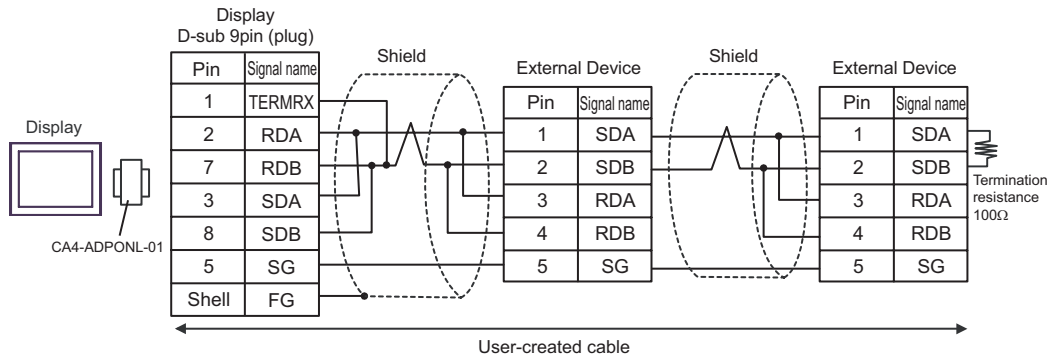 Display
D-sub 9pin (plug)
Shield
External Device
Shield
External Device
Pin Signal name
1 TERMRX
2 RDA
7 RDB
3 SDA
8 SDB
5 SG
Shell FG
Pin Signal name
1 SDA
2 SDB
3 RDA
4 RDB
5 SG
Pin Signal name
1 SDA
2 SDB
3 RDA
4 RDB
5 SG
Display
CA4-ADPONL-01
Termination
resistance
100Ω
User-created cable